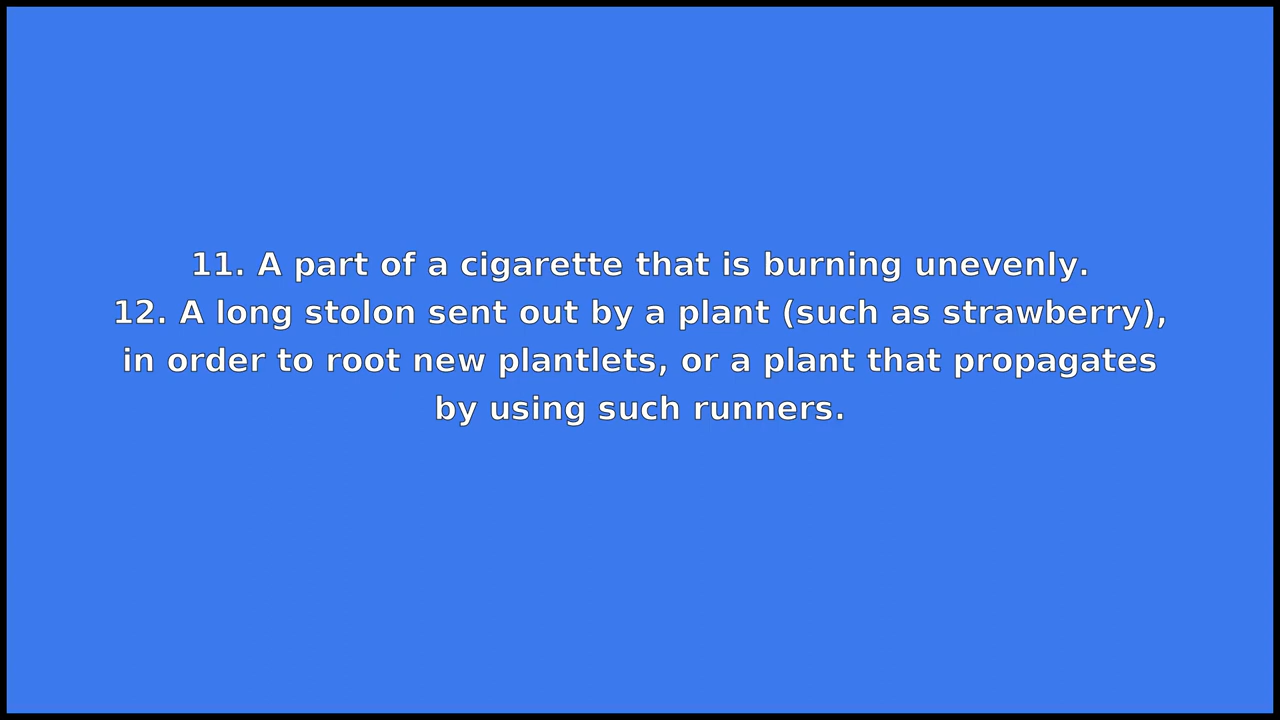 11. A part of a cigarette that is burning unevenly.
12. A long stolon sent out by a plant (such as strawberry),
in order to root new plantlets, or a plant that propagates
by using such runners.